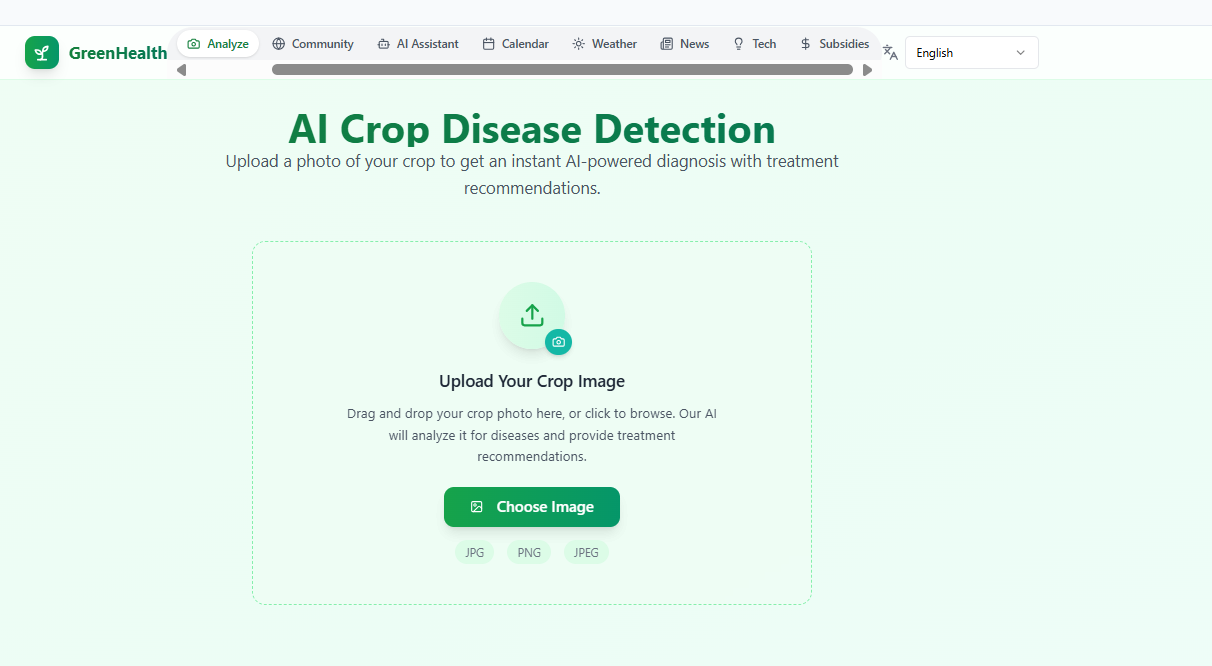 GreenHealth
Analyze
Community
AI Assistant
Calendar
Weather
News
Tech
Subsidies
English
AI Crop Disease Detection
Upload a photo of your crop to get an instant AI-powered diagnosis with treatment
recommendations.
Upload Your Crop Image
Drag and drop your crop photo here, or click to browse. Our AI
will analyze it for diseases and provide treatment
recommendations.
Choose Image
JPG
PNG
JPEG